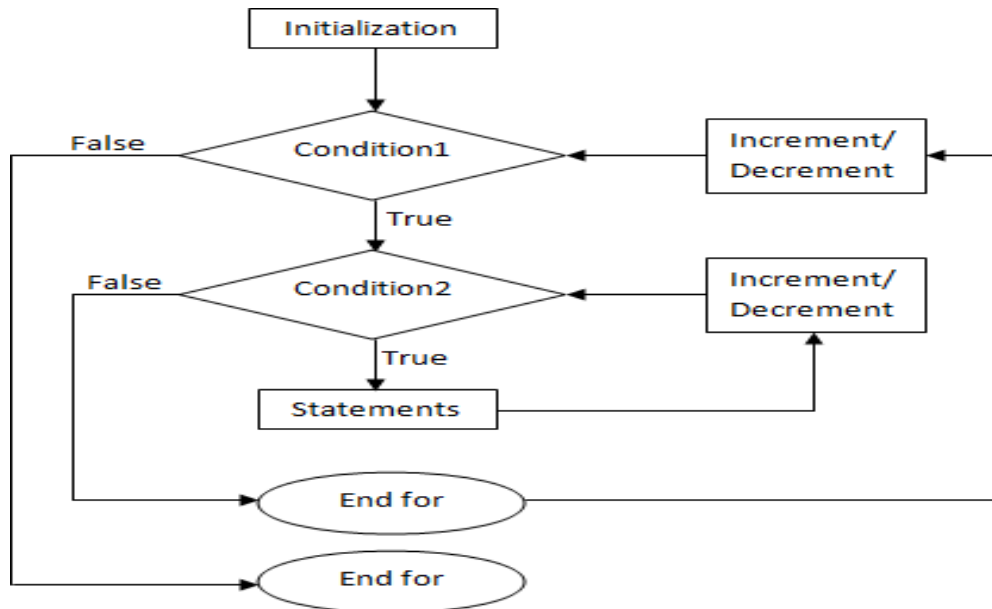 Initialization
False
Condition1
Increment/
Decrement
True
False
Condition2
Increment/
Decrement
True
Statements
End for
End for